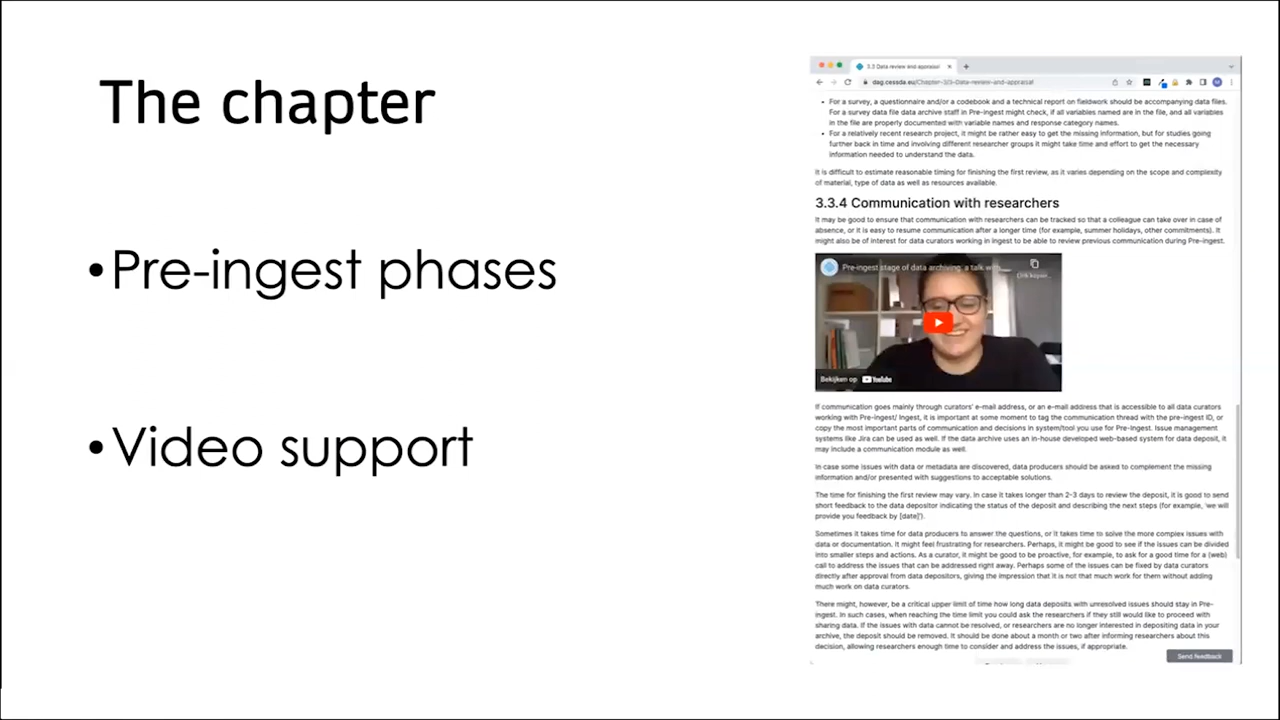 The chapter
•Pre-ingest phases
•Video support
3.3 Data review and appraisal
dag.cessda.eu/Chapter-3/3-Data-review-and-appraisal
• For a survey, a questionnaire and/or a codebook and a technical report on fieldwork should be accompanying data files.
For a survey data file data archive staff in Pre-ingest might check, if all variables named are in the file, and all variables
in the file are properly documented with variable names and response category names.
• For a relatively recent research project, it might be rather easy to get the missing information, but for studies going
further back in time and involving different researcher groups it might take time and effort to get the necessary
information needed to understand the data.
It is difficult to estimate reasonable timing for finishing the first review, as it varies depending on the scope and complexity
of material, type of data as well as resources available.
3.3.4 Communication with researchers
It may be good to ensure that communication with researchers can be tracked so that a colleague can take over in case of
absence, or it is easy to resume communication after a longer time (for example, summer holidays, other commitments). It
might also be of interest for data curators working in ingest to be able to review previous communication during Pre-ingest.
Pre-ingest stage of data archiving: a talk with...
Link kopiëren
Bekijken op YouTube
If communication goes mainly through curators' e-mail address, or an e-mail address that is accessible to all data curators
working with Pre-ingest/ Ingest, it is important at some moment to tag the communication thread with the pre-ingest ID, or
copy the most important parts of communication and decisions in system/tool you use for Pre-ingest. Issue management
systems like Jira can be used as well. If the data archive uses an in-house developed web-based system for data deposit, it
may include a communication module as well.
In case some issues with data or metadata are discovered, data producers should be asked to complement the missing
information and/or presented with suggestions to acceptable solutions.
The time for finishing the first review may vary. In case it takes longer than 2-3 days to review the deposit, it is good to send
short feedback to the data depositor indicating the status of the deposit and describing the next steps (for example, 'we will
provide you feedback by [date]').
Sometimes it takes time for data producers to answer the questions, or it takes time to solve the more complex issues with
data or documentation. It might feel frustrating for researchers. Perhaps, it might be good to see if the issues can be divided
into smaller steps and actions. As a curator, it might be good to be proactive, for example, to ask for a good time for a (web)
call to address the issues that can be addressed right away. Perhaps some of the issues can be fixed by data curators
directly after approval from data depositors, giving the impression that it is not that much work for them without adding
much work on data curators.
There might, however, be a critical upper limit of time how long data deposits with unresolved issues should stay in Pre-
ingest. In such cases, when reaching the time limit you could ask the researchers if they still would like to proceed with
sharing data. If the issues with data cannot be resolved, or researchers are no longer interested in depositing data in your
archive, the deposit should be removed. It should be done about a month or two after informing researchers about this
decision, allowing researchers enough time to consider and address the issues, if appropriate.
Send feedback